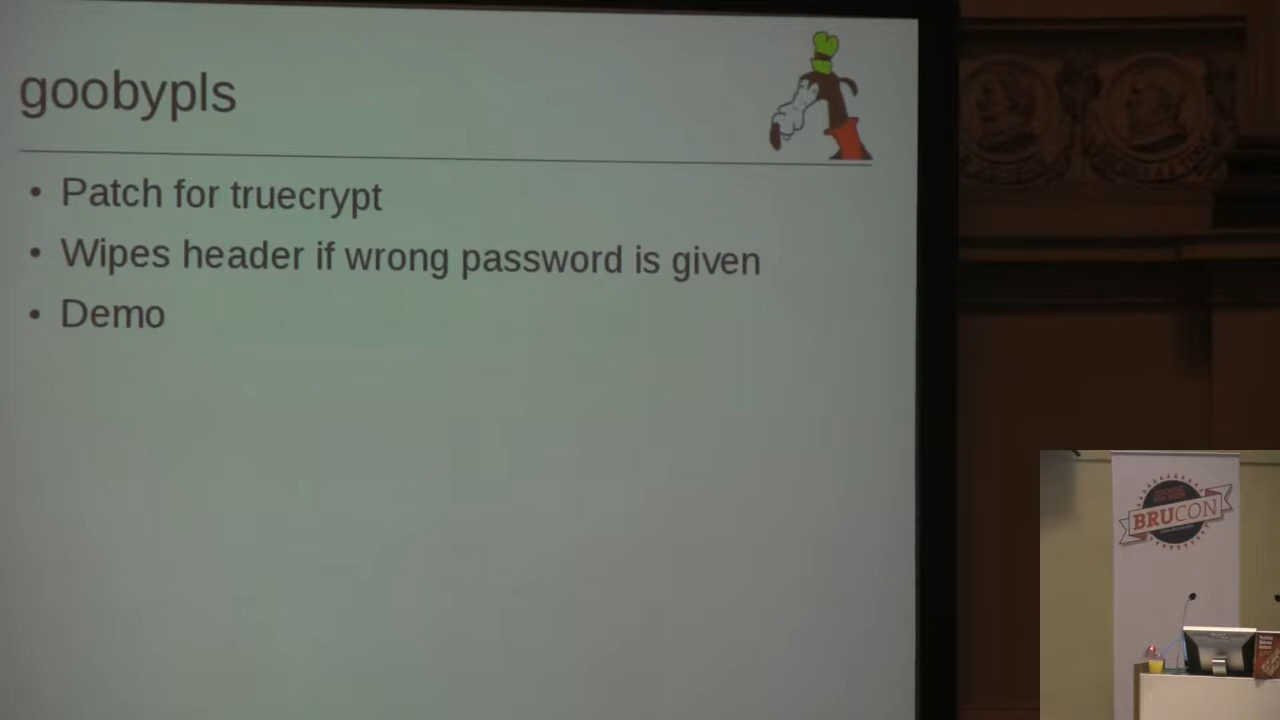 goobypls
• Patch for truecrypt
• Wipes header if wrong password is given
• Demo
BRUCON